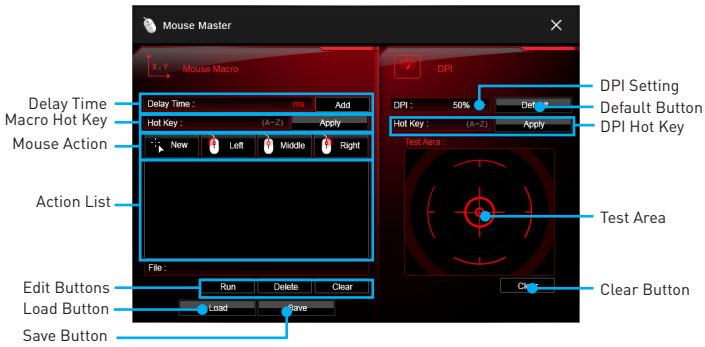 Mouse Master
X.Y
Mouse Macro
DPI
Delay Time :
ms
Add
DPI :
50%
Default
Hot Key :
(A~Z)
Apply
Hot Key :
(A~Z)
Apply
New
Left
Middle
Right
Test Aera :
File :
Run
Delete
Clear
Clear
Load
Save
Delay Time
Macro Hot Key
Mouse Action
Action List
Edit Buttons
Load Button
Save Button
DPI Setting
Default Button
DPI Hot Key
Test Area
Clear Button